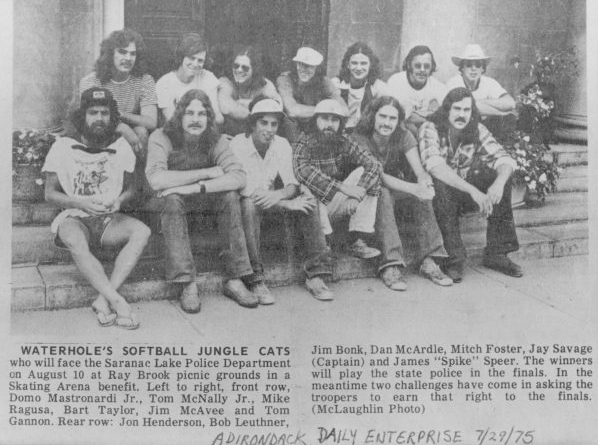 WATERHOLE'S SOFTBALL JUNGLE CATS
who will face the Saranac Lake Police Department
on August 10 at Ray Brook picnic grounds in a
Skating Arena benefit. Left to right, front row,
Domo Mastronardi Jr., Tom McNally Jr., Mike
Ragusa, Bart Taylor, Jim McAvee and Tom
Gannon. Rear row: Jon Henderson, Bob Leuthner,
Jim Bonk, Dan McArdle, Mitch Foster, Jay Savage
(Captain) and James "Spike" Speer. The winners
will play the state police in the finals. In the
meantime two challenges have come in asking the
troopers to earn that right to the finals.
(McLaughlin Photo)
ADIRONDACK DAILY ENTERPRISE 7/29/75